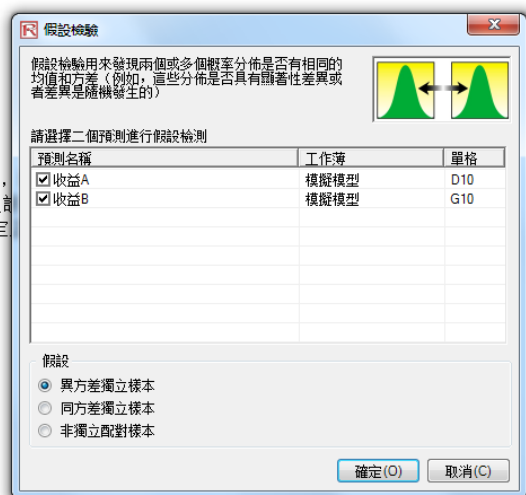 假設檢驗
假設檢驗用來發現兩個或多個概率分佈是否有相同的
均值和方差（例如，這些分佈是否具有顯著性差異或
者差異是隨機發生的）
請選擇二個預測進行假設檢測
預測名稱 工作薄 單格
收益A 模擬模型 D10
收益B 模擬模型 G10
假設
異方差獨立樣本
同方差獨立樣本
非獨立配對樣本
確定(O) 取消(C)